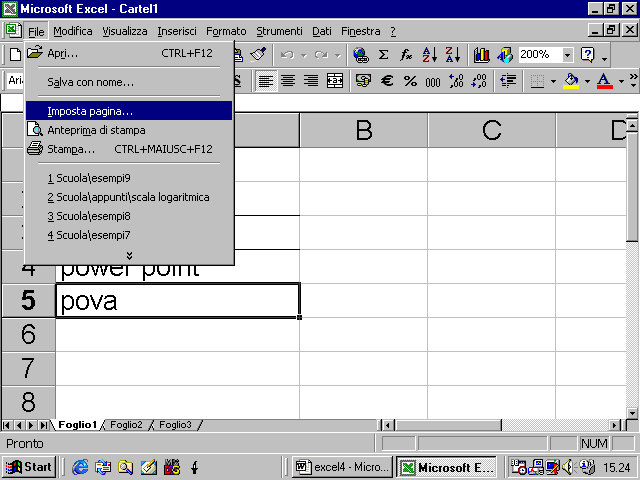 Microsoft Excel - Cartel1
File Modifica Visualizza Inserisci Formato Strumenti Dati Finestra ?
Apri... CTRL+F12
200%
Salva con nome...
Ari
G S € % 000
Imposta pagina...
Anteprima di stampa
Stampa... CTRL+MAIUSC+F12
B C D
1 Scuola\esempi9
2 Scuola\appunti\scala logaritmica
3 Scuola\esempi8
4 Scuola\esempi7
4 power point
5 pova
6
7
8
Foglio1 Foglio2 Foglio3
Pronto NUM
Start excel4 - Micro... Microsoft E... 15.24